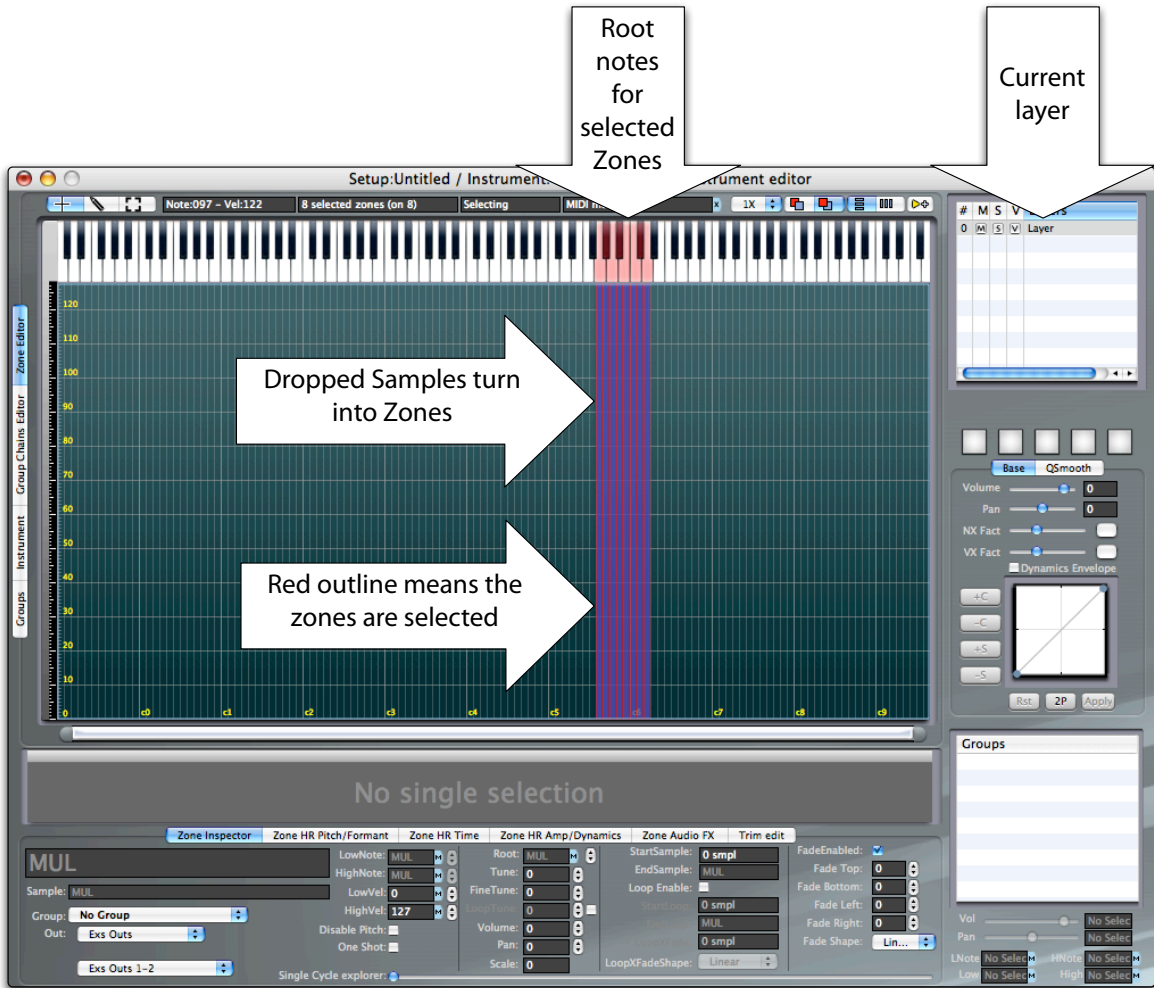 Root
notes
for
selected
Zones
Current
layer
Setup:Untitled / Instrument
strument editor
Note:097 - Vel:122
8 selected zones (on 8)
Selecting
MIDI
x
1X
# M S V
0 M S V Layer
120
110
100
90
80
70
60
50
40
30
20
10
0
c0 c1 c2 c3 c4 c5 c6 c7 c8 c9
Zone Editor
Group Chains Editor
Instrument
Groups
Dropped Samples turn
into Zones
Red outline means the
zones are selected
Base QSmooth
Volume 0
Pan 0
NX Fact
VX Fact
Dynamics Envelope
+C
-C
+S
-S
Rst 2P Apply
No single selection
Groups
Zone Inspector Zone HR Pitch/Formant Zone HR Time Zone HR Amp/Dynamics Zone Audio FX Trim edit
MUL
Sample: MUL
Group: No Group
Out: Exs Outs
Exs Outs 1-2
LowNote: MUL M
HighNote: MUL M
LowVel: 0 M
HighVel: 127 M
Disable Pitch:
One Shot:
Single Cycle explorer:
Root: MUL M
Tune: 0
FineTune: 0
LoopTune: 0
Volume: 0
Pan: 0
Scale: 0
StartSample: 0 smpl
EndSample: MUL
Loop Enable:
StartLoop: 0 smpl
EndLoop: MUL
LoopXFade: 0 smpl
LoopXFadeShape: Linear
FadeEnabled:
Fade Top: 0
Fade Bottom: 0
Fade Left: 0
Fade Right: 0
Fade Shape: Lin...
Vol No Selec
Pan No Selec
LNote No Selec M HNote No Selec M
Low No Selec M High No Selec M